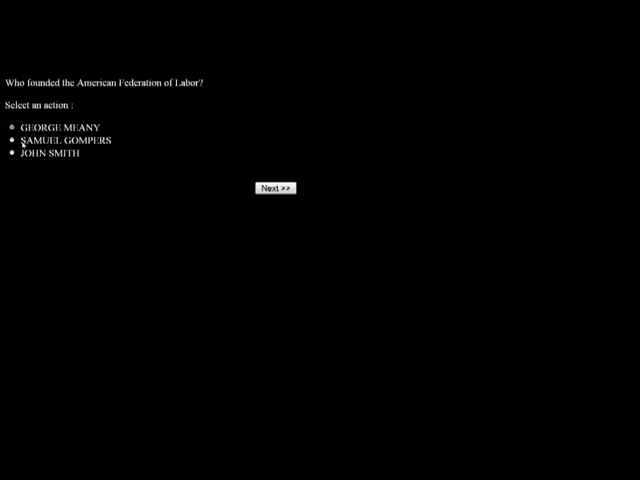 Who founded the American Federation of Labor?
Select an action :
GEORGE MEANY
SAMUEL GOMPERS
JOHN SMITH
Next >>